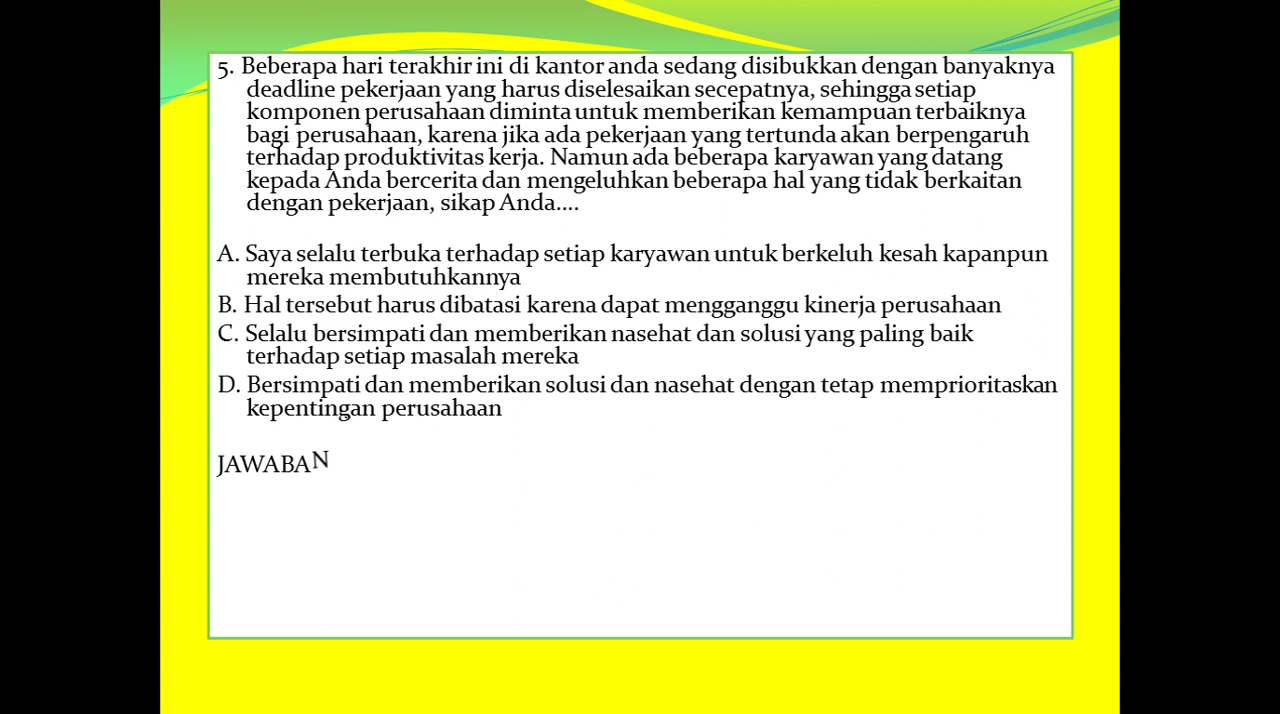 5. Beberapa hari terakhir ini di kantor anda sedang disibukkan dengan banyaknya
deadline pekerjaan yang harus diselesaikan secepatnya, sehingga setiap
komponen perusahaan diminta untuk memberikan kemampuan terbaiknya
bagi perusahaan, karena jika ada pekerjaan yang tertunda akan berpengaruh
terhadap produktivitas kerja. Namun ada beberapa karyawan yang datang
kepada Anda bercerita dan mengeluhkan beberapa hal yang tidak berkaitan
dengan pekerjaan, sikap Anda....
A. Saya selalu terbuka terhadap setiap karyawan untuk berkeluh kesah kapanpun
mereka membutuhkannya
B. Hal tersebut harus dibatasi karena dapat mengganggu kinerja perusahaan
C. Selalu bersimpati dan memberikan nasehat dan solusi yang paling baik
terhadap setiap masalah mereka
D. Bersimpati dan memberikan solusi dan nasehat dengan tetap memprioritaskan
kepentingan perusahaan
JAWABAN